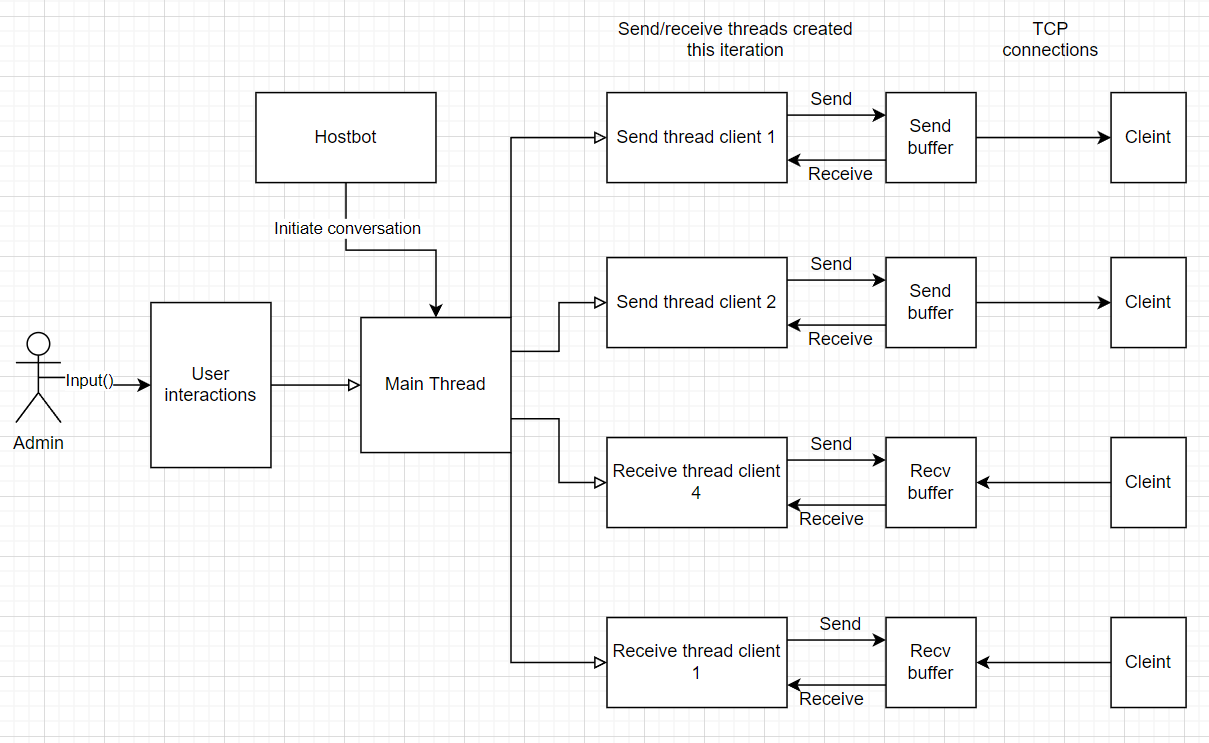 Send/receive threads created
this iteration
TCP
connections
Hostbot
Send thread client 1
Send
Receive
Send
buffer
Cleint
Initiate conversation
Send thread client 2
Send
Receive
Send
buffer
Cleint
Admin
Input()
User
interactions
Main Thread
Receive thread client
4
Send
Receive
Recv
buffer
Cleint
Receive thread client
1
Send
Receive
Recv
buffer
Cleint